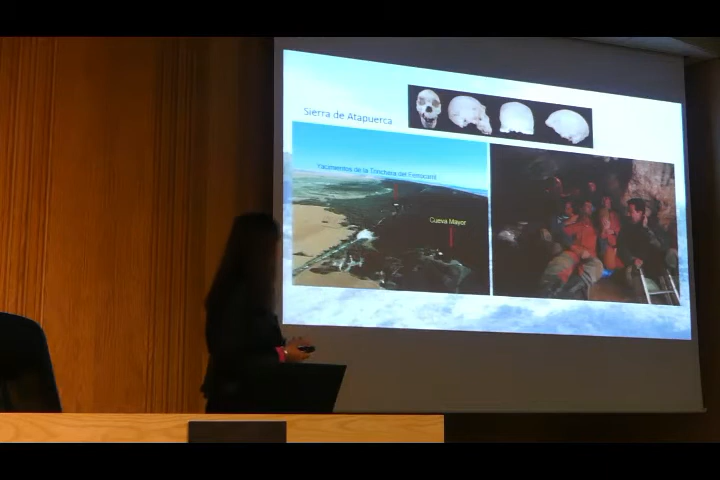 Sierra de Atapuerca
Yacimientos de la Trinchera del Ferrocarril
Cueva Mayor